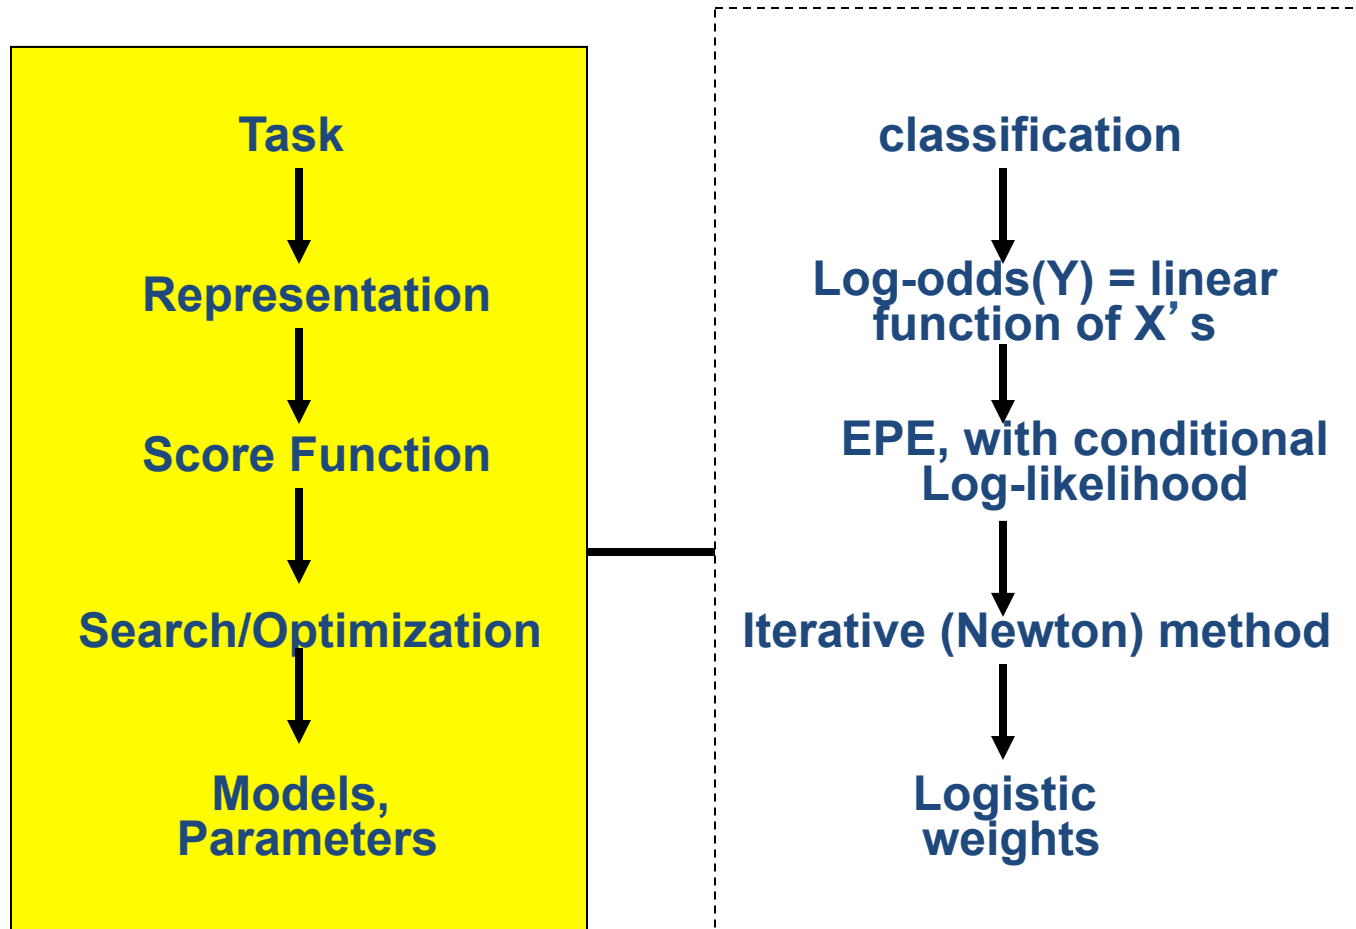 Task
Representation
Score Function
Search/Optimization
Models,
Parameters
classification
Log-odds(Y) = linear
function of X’ s
EPE, with conditional
Log-likelihood
Iterative (Newton) method
Logistic
weights